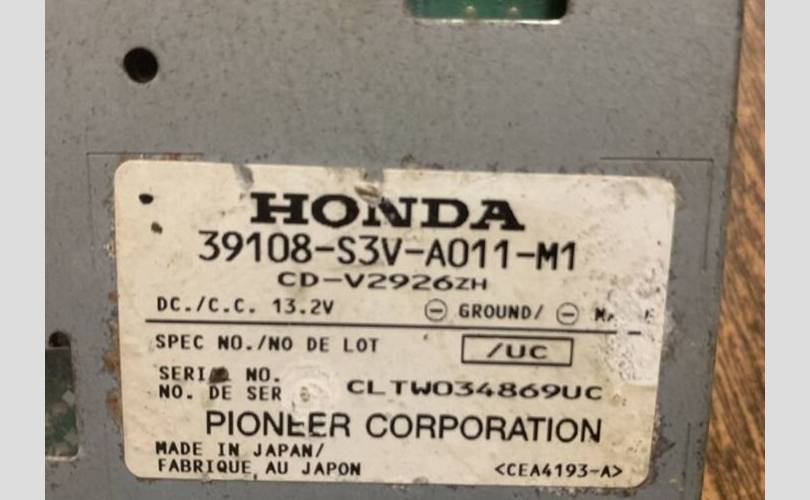 HONDA
39108-S3V-A011-M1
CD-V2926ZH
DC./C.C. 13.2V ⊖ GROUND/ ⊖
SPEC NO./NO DE LOT /UC
NO.
NO. DE CLTW034869UC
PIONEER CORPORATION
MADE IN JAPAN/
FABRIQUE AU JAPON <CEA4193-A>